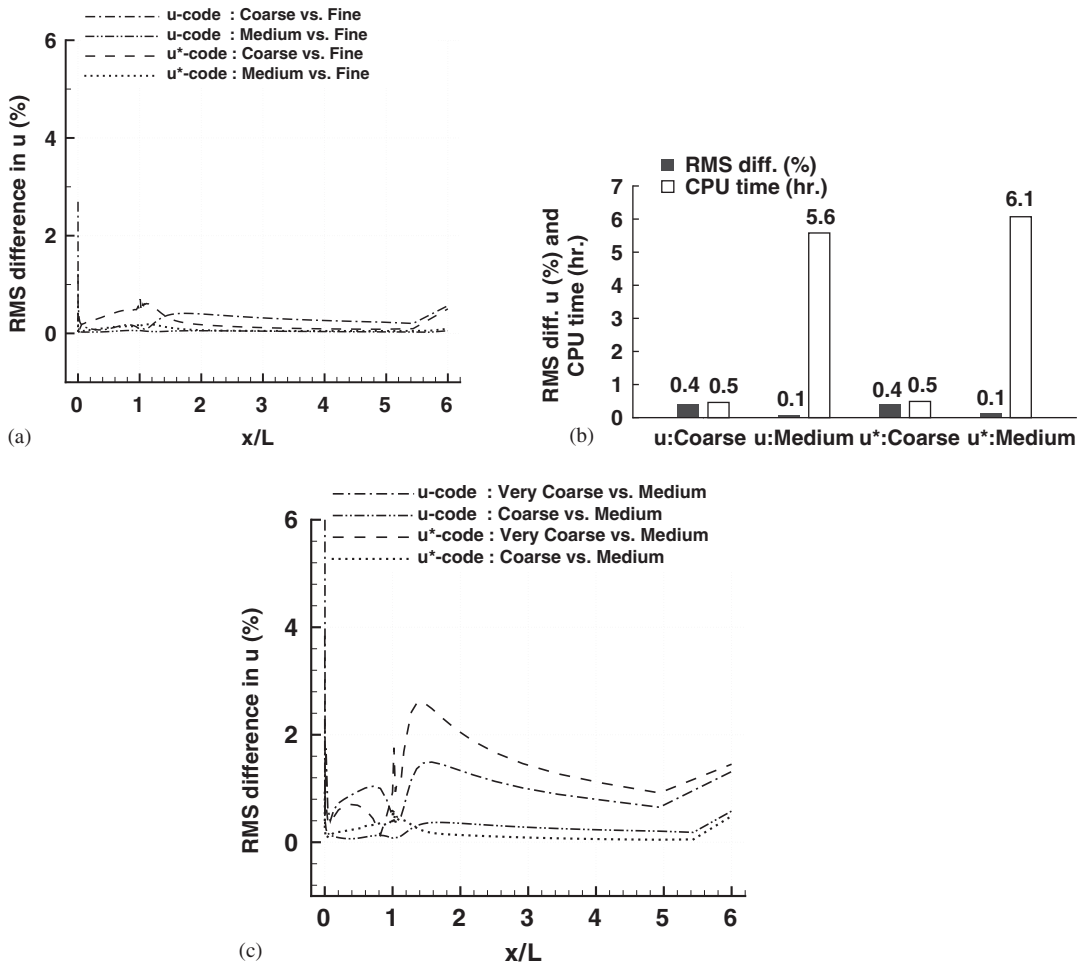 u-code : Coarse vs. Fine
u-code : Medium vs. Fine
u*-code : Coarse vs. Fine
u*-code : Medium vs. Fine
RMS difference in u (%)
6
4
2
0
0 1 2 3 4 5 6
x/L
(a)
RMS diff. (%)
CPU time (hr.)
RMS diff. u (%) and
CPU time (hr.)
7
6
5
4
3
2
1
0
0.4 0.5 0.1 5.6 0.4 0.5 0.1 6.1
u:Coarse u:Medium u*:Coarse u*:Medium
(b)
u-code : Very Coarse vs. Medium
u-code : Coarse vs. Medium
u*-code : Very Coarse vs. Medium
u*-code : Coarse vs. Medium
RMS difference in u (%)
6
4
2
0
0 1 2 3 4 5 6
x/L
(c)